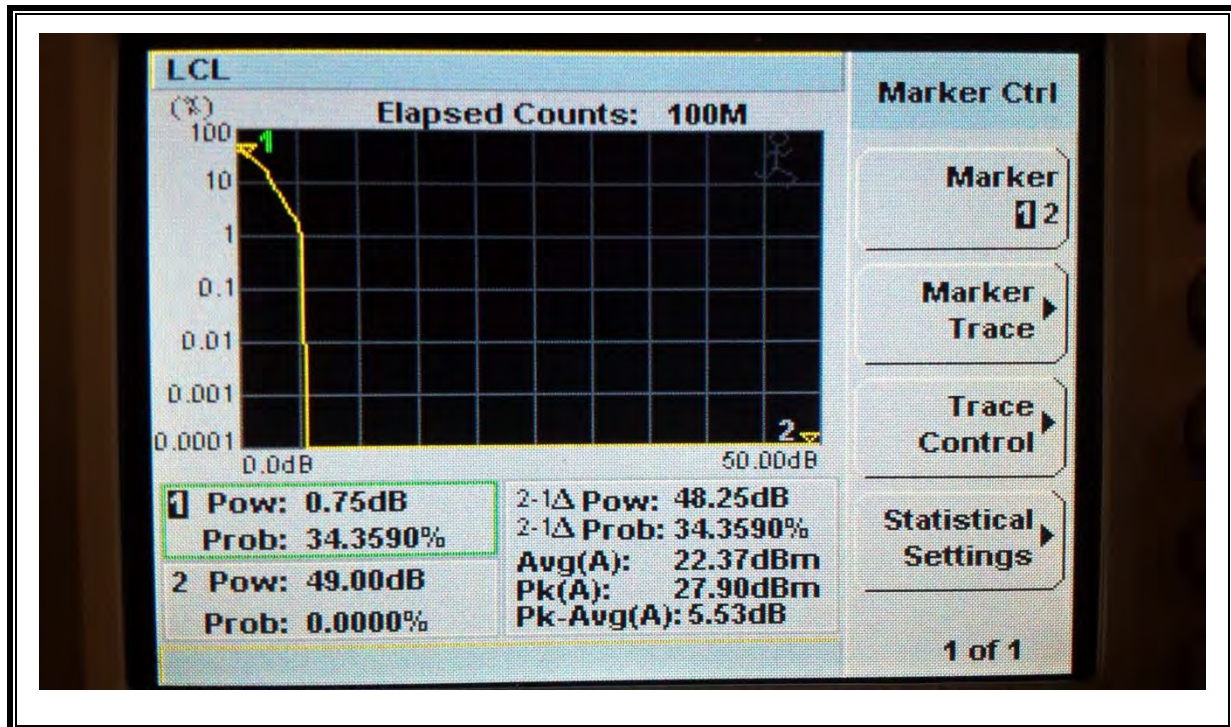 LCL
(%)
Elapsed Counts: 100M
100
1
10
1
0.1
0.01
0.001
0.0001
2
0.0dB
50.00dB
1 Pow: 0.75dB
Prob: 34.3590%
2 Pow: 49.00dB
Prob: 0.0000%
2-1Δ Pow: 48.25dB
2-1Δ Prob: 34.3590%
Avg(A): 22.37dBm
Pk(A): 27.90dBm
Pk-Avg(A): 5.53dB
Marker Ctrl
Marker
1 2
Marker
Trace
Trace
Control
Statistical
Settings
1 of 1